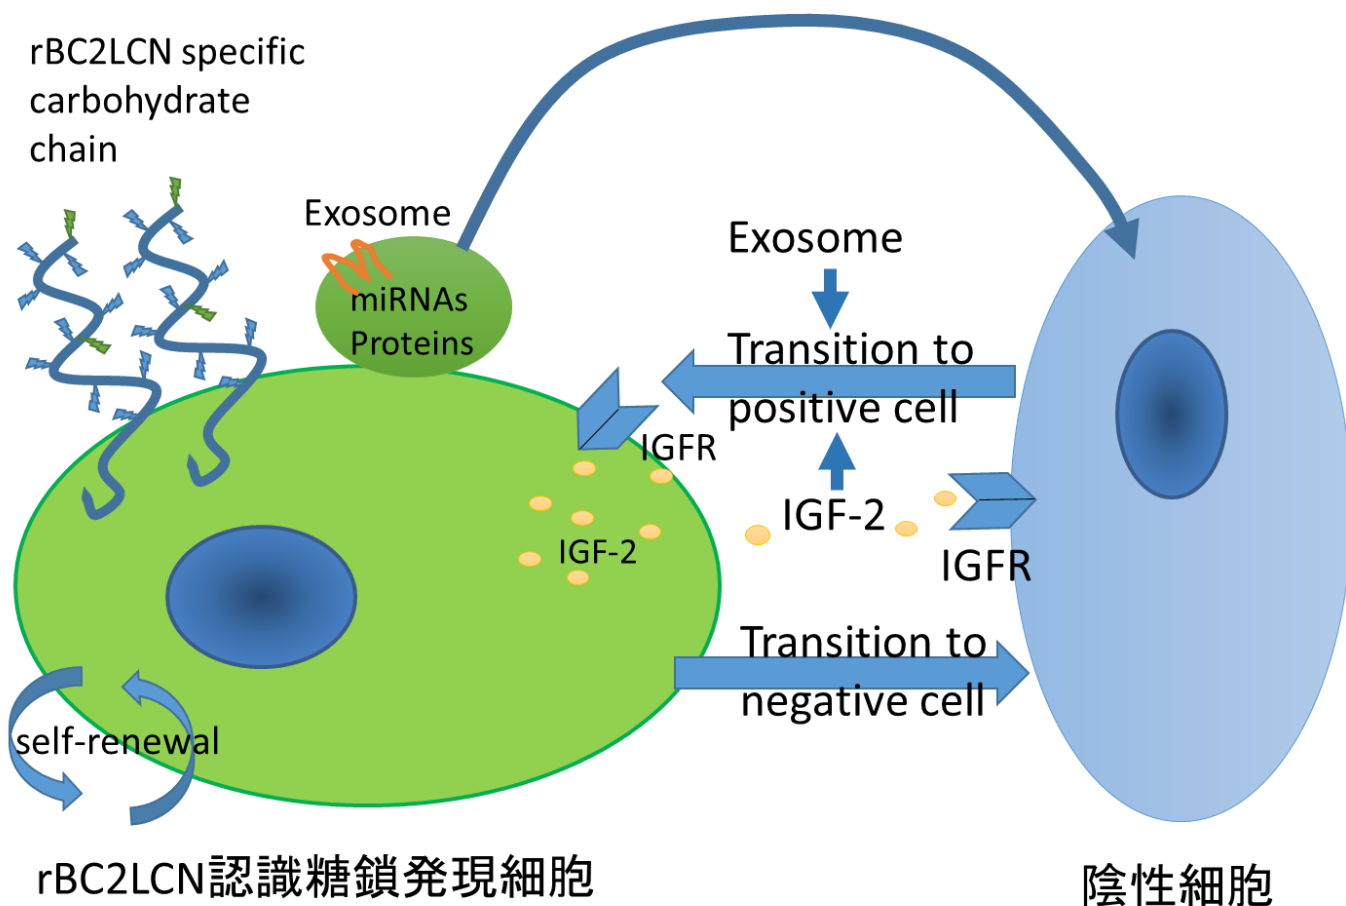 rBC2LCN specific
carbohydrate
chain
Exosome
miRNAs
Proteins
Exosome
Transition to
positive cell
IGFR
IGF-2
IGF-2
IGFR
Transition to
negative cell
self-renewal
rBC2LCN認識糖鎖発現細胞
陰性細胞